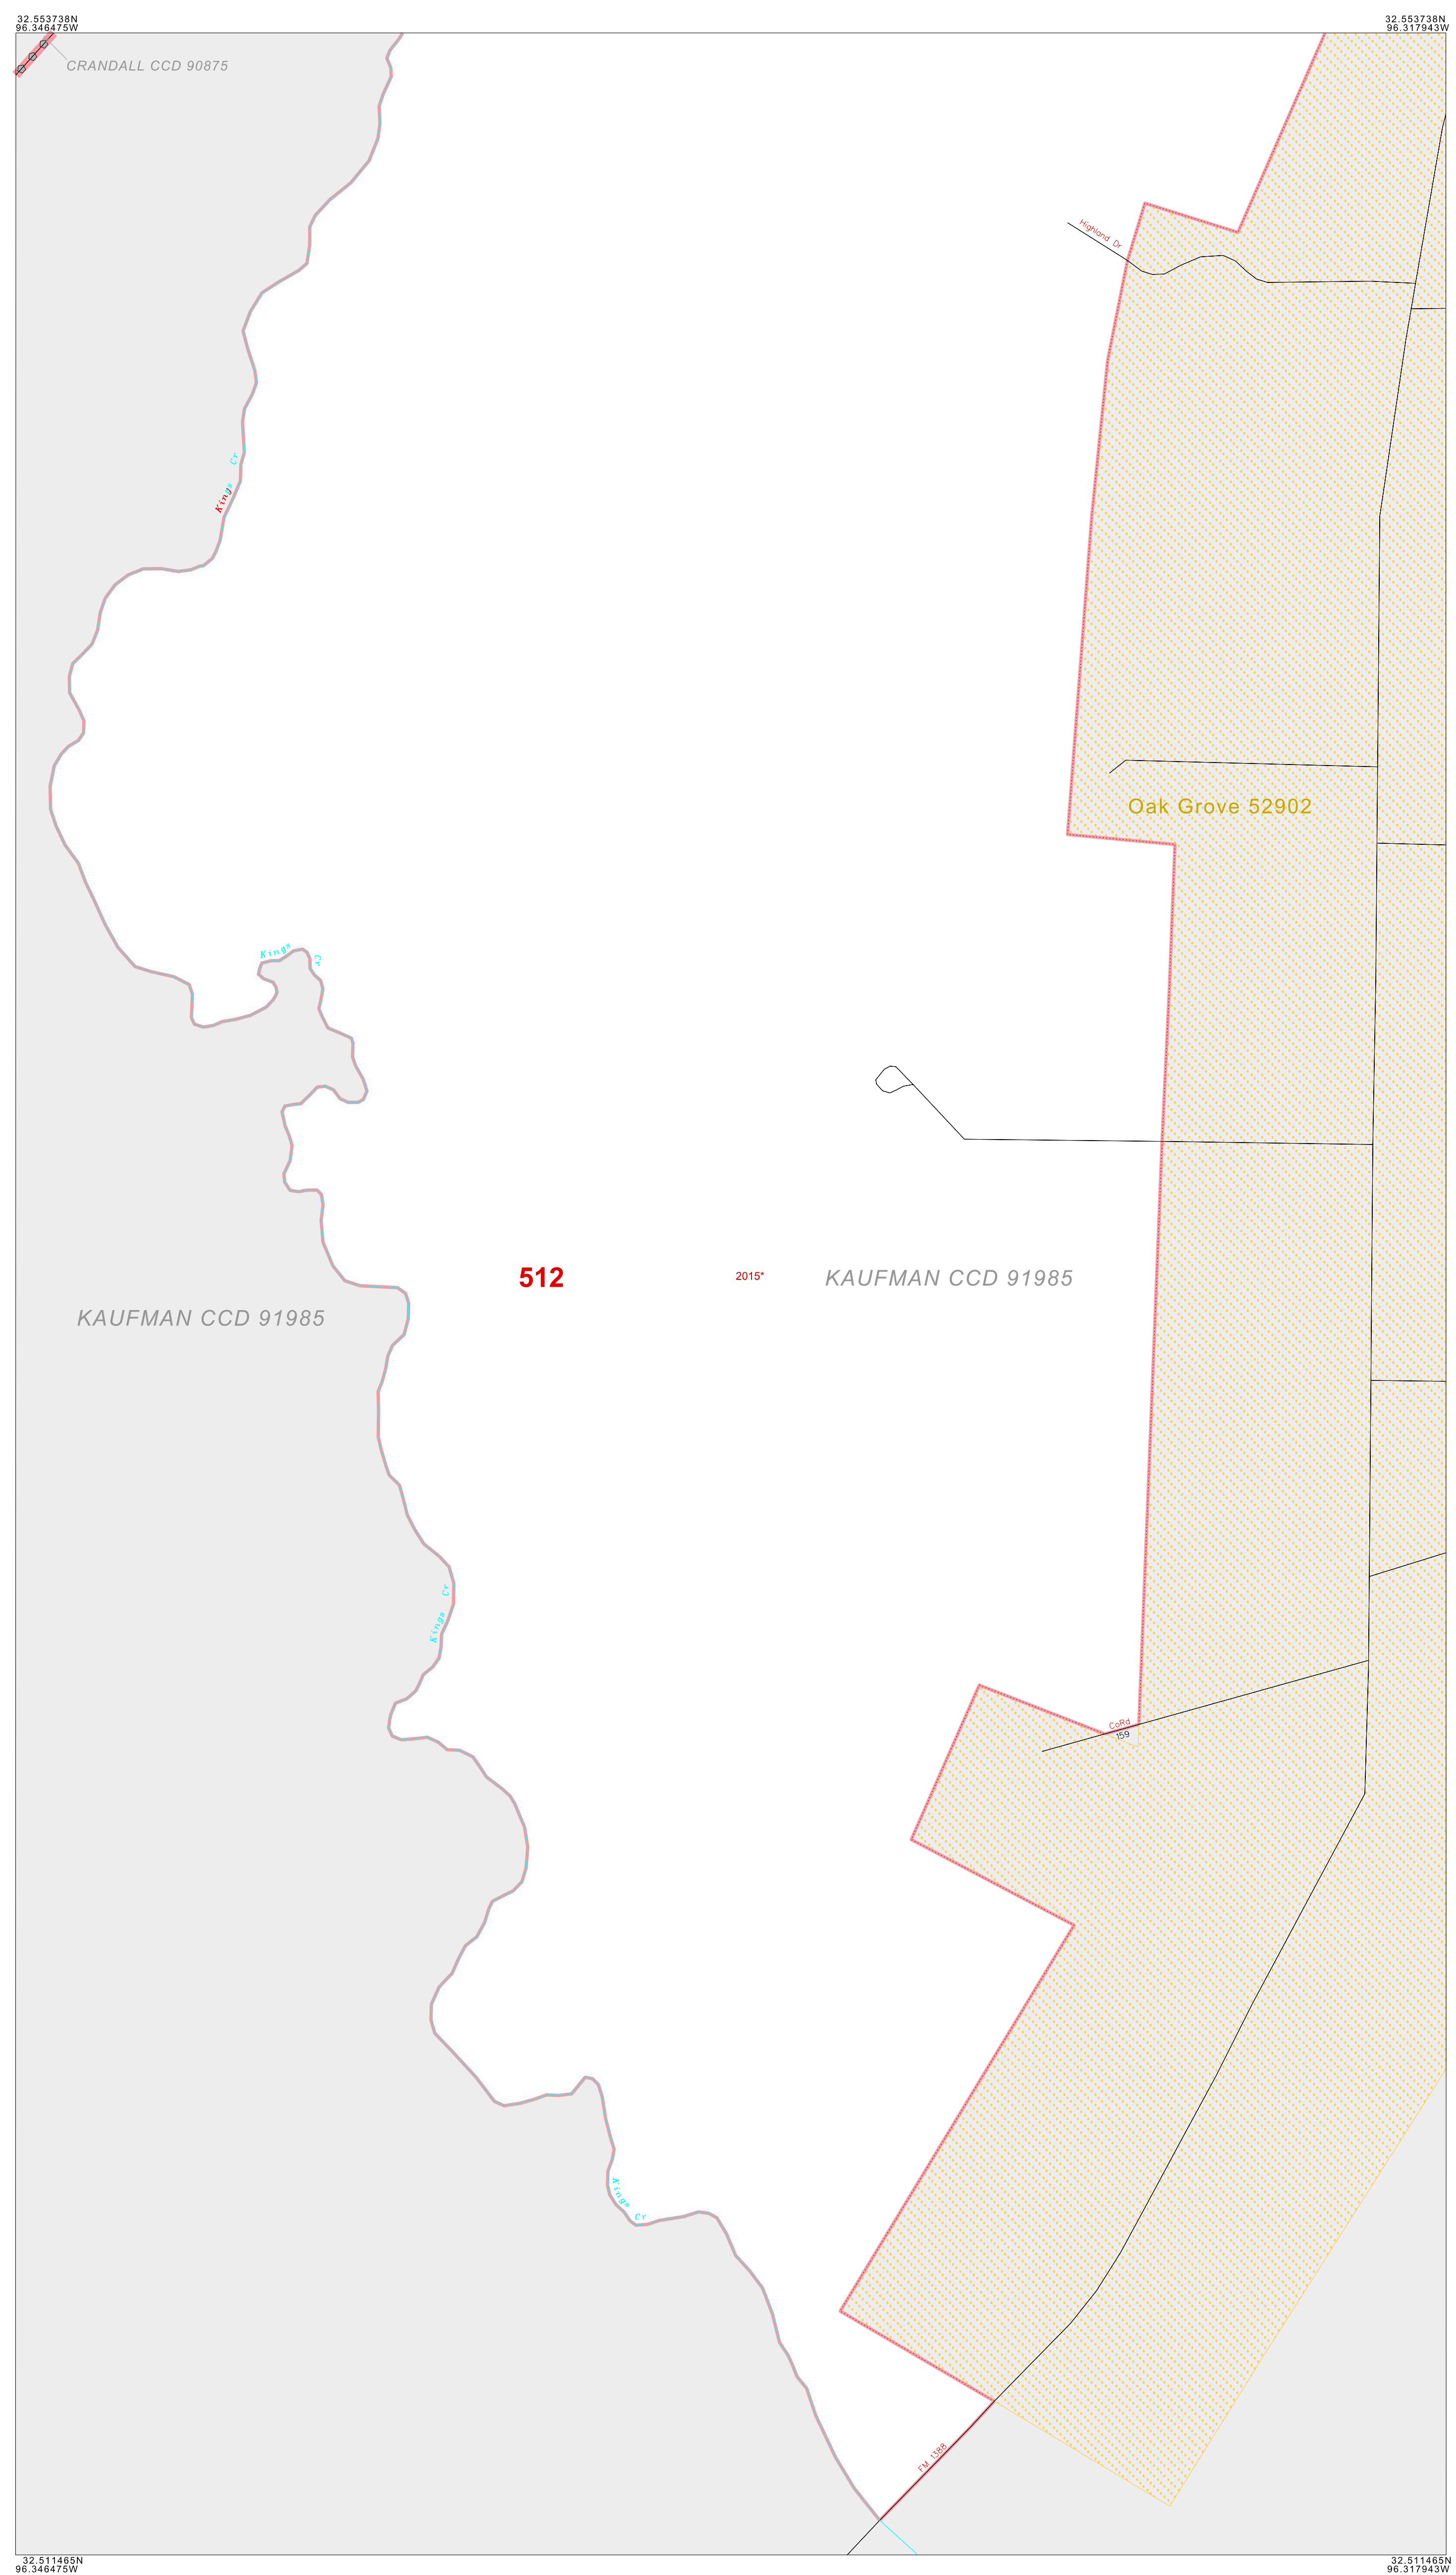 32.553738N
96.346475W
32.553738N
96.317943W
CRANDALL CCD 90875
Highland Dr
Kings Cr
Oak Grove 52902
Kings Cr
512
2015*
KAUFMAN CCD 91985
KAUFMAN CCD 91985
Kings Cr
CoRd
159
Kings Cr
FM 1388
32.511465N
96.346475W
32.511465N
96.317943W